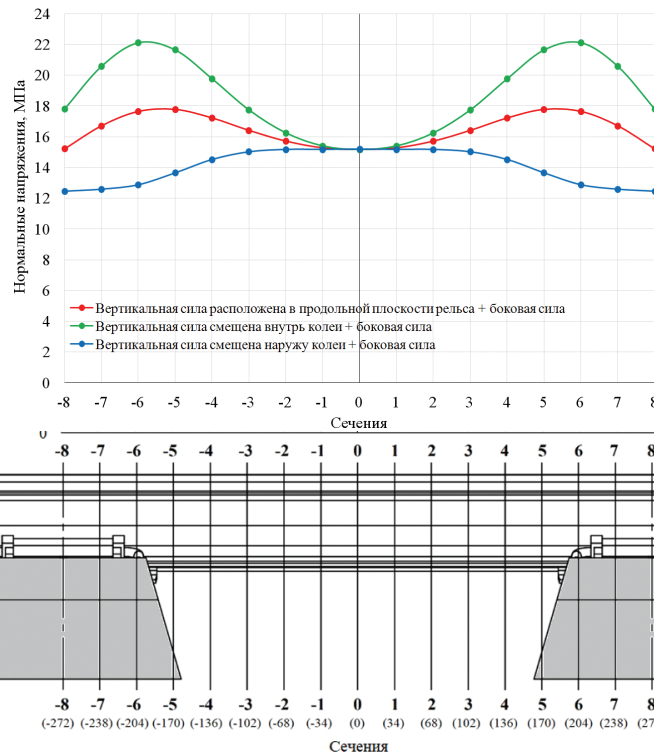 24
22
20
18
16
14
12
10
8
6
4
2
0
Нормальные напряжения, МПа
Вертикальная сила расположена в продольной плоскости рельса + боковая сила
Вертикальная сила смещена внутрь колеи + боковая сила
Вертикальная сила смещена наружу колеи + боковая сила
-8 -7 -6 -5 -4 -3 -2 -1 0 1 2 3 4 5 6 7 8
Сечения
0
-8 -7 -6 -5 -4 -3 -2 -1 0 1 2 3 4 5 6 7 8
-8 -7 -6 -5 -4 -3 -2 -1 0 1 2 3 4 5 6 7 8
(-272) (-238) (-204) (-170) (-136) (-102) (-68) (-34) (0) (34) (68) (102) (136) (170) (204) (238) (27
Сечения